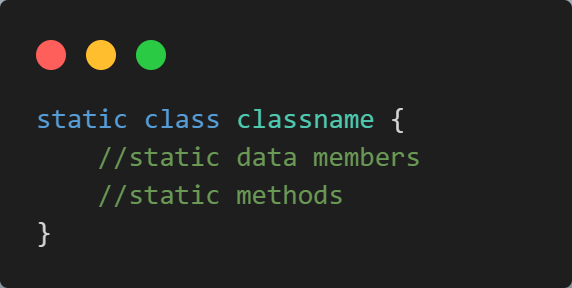 static class classname {
    //static data members
    //static methods
}